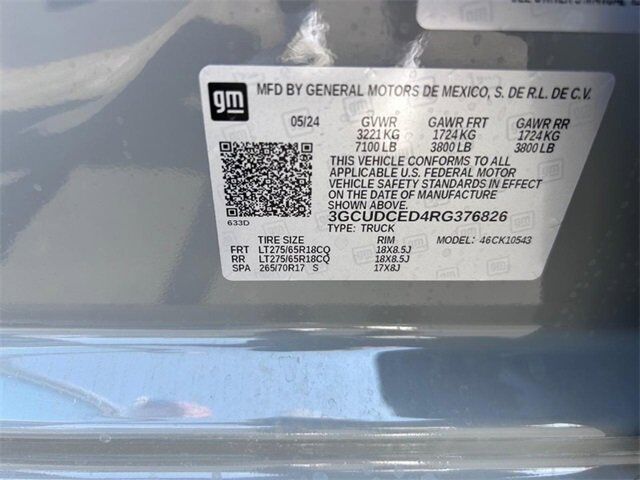 gm
MFD BY GENERAL MOTORS DE MEXICO, S. DE R.L. DE C.V.
05/24 GVWR GAWR FRT GAWR RR
3221 KG 1724 KG 1724 KG
7100 LB 3800 LB 3800 LB
THIS VEHICLE CONFORMS TO ALL
APPLICABLE U.S. FEDERAL MOTOR
VEHICLE SAFETY STANDARDS IN EFFECT
ON THE DATE OF MANUFACTURE
SHOWN ABOVE.
633D
3GCUDCED4RG376826
TYPE: TRUCK
TIRE SIZE RIM MODEL: 46CK10543
FRT LT275/65R18CQ 18X8.5J
RR LT275/65R18CQ 18X8.5J
SPA 265/70R17 S 17X8J